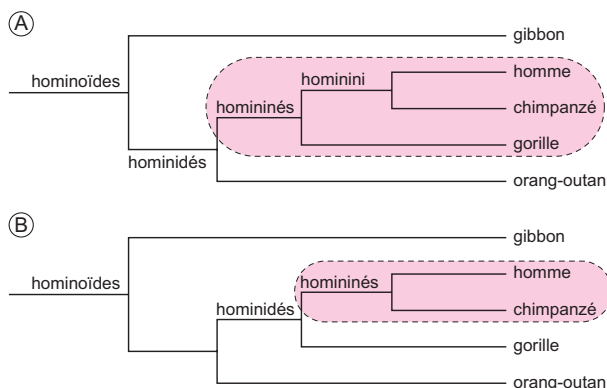 A
gibbon
hominoïdes
hominini
homme
homininés
chimpanzé
gorille
hominidés
orang-outan
B
gibbon
hominoïdes
hominidés
homininés
homme
chimpanzé
gorille
orang-outan